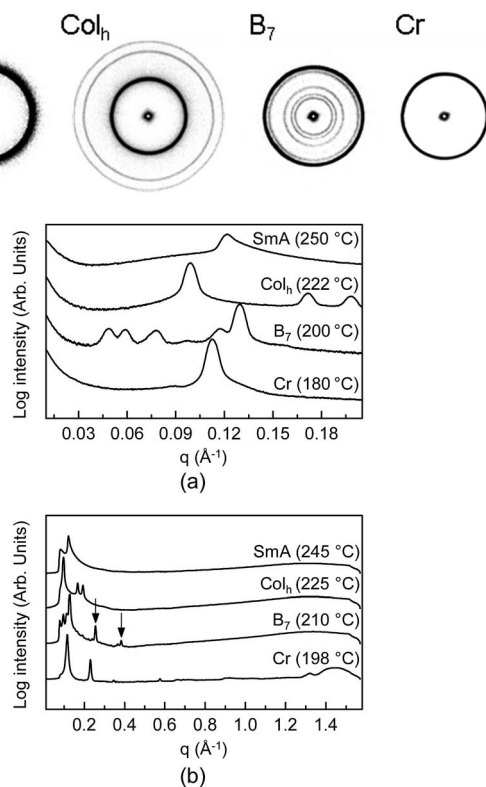 Colₕ B₇ Cr
Log intensity (Arb. Units)
SmA (250 °C)
Colₕ (222 °C)
B₇ (200 °C)
Cr (180 °C)
0.03 0.06 0.09 0.12 0.15 0.18
q (Å⁻¹)
(a)
Log intensity (Arb. Units)
SmA (245 °C)
Colₕ (225 °C)
B₇ (210 °C)
Cr (198 °C)
0.2 0.4 0.6 0.8 1.0 1.2 1.4
q (Å⁻¹)
(b)